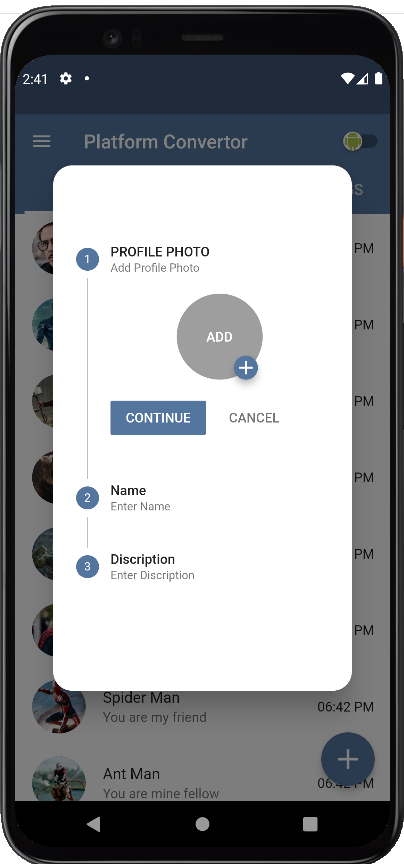 2:41
Platform Convertor
SS
PM
PM
PM
PM
PM
PM
1
PROFILE PHOTO
Add Profile Photo
ADD
CONTINUE
CANCEL
2
Name
Enter Name
3
Discription
Enter Discription
Spider Man
You are my friend
06:42 PM
Ant Man
You are mine fellow
06:42 PM